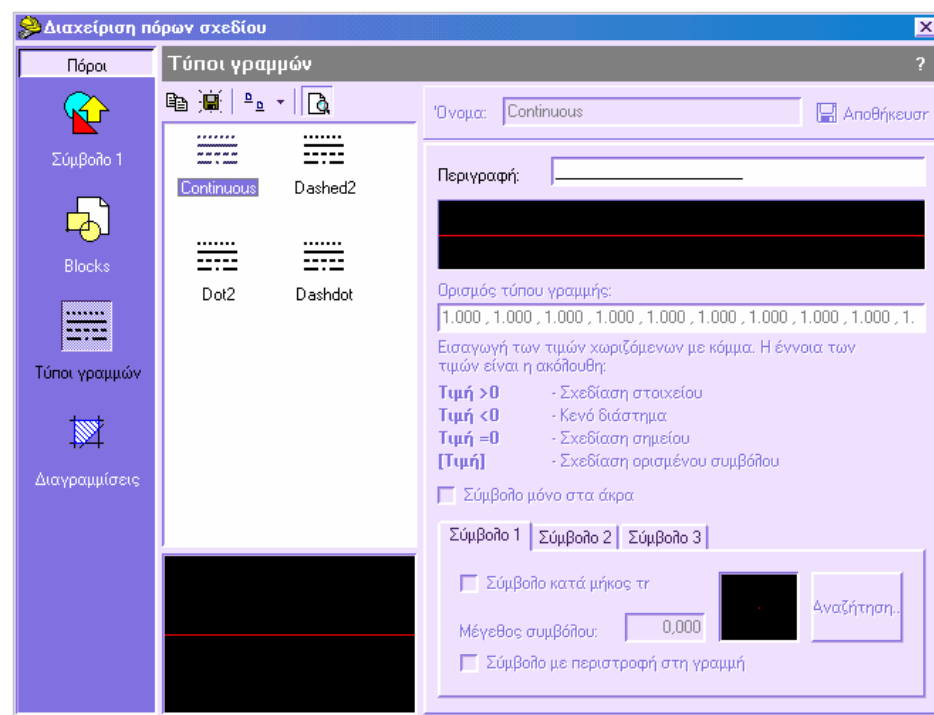 Διαχείριση πόρων σχεδίου
Πόροι
Τύποι γραμμών
?
Σύμβολο 1
Blocks
Τύποι γραμμών
Διαγραμμίσεις
Continuous
Dashed2
Dot2
Dashdot
Όνομα: Continuous
Αποθήκευση
Περιγραφή:
Ορισμός τύπου γραμμής:
1.000 , 1.000 , 1.000 , 1.000 , 1.000 , 1.000 , 1.000 , 1.000 , 1.000 , 1.
Εισαγωγή των τιμών χωριζόμενων με κόμμα. Η έννοια των
τιμών είναι η ακόλουθη:
Τιμή >0 - Σχεδίαση στοιχείου
Τιμή <0 - Κενό διάστημα
Τιμή =0 - Σχεδίαση σημείου
[Τιμή] - Σχεδίαση ορισμένου συμβόλου
Σύμβολο μόνο στα άκρα
Σύμβολο 1 Σύμβολο 2 Σύμβολο 3
Σύμβολο κατά μήκος τr
Αναζήτηση..
Μέγεθος συμβόλου: 0,000
Σύμβολο με περιστροφή στη γραμμή